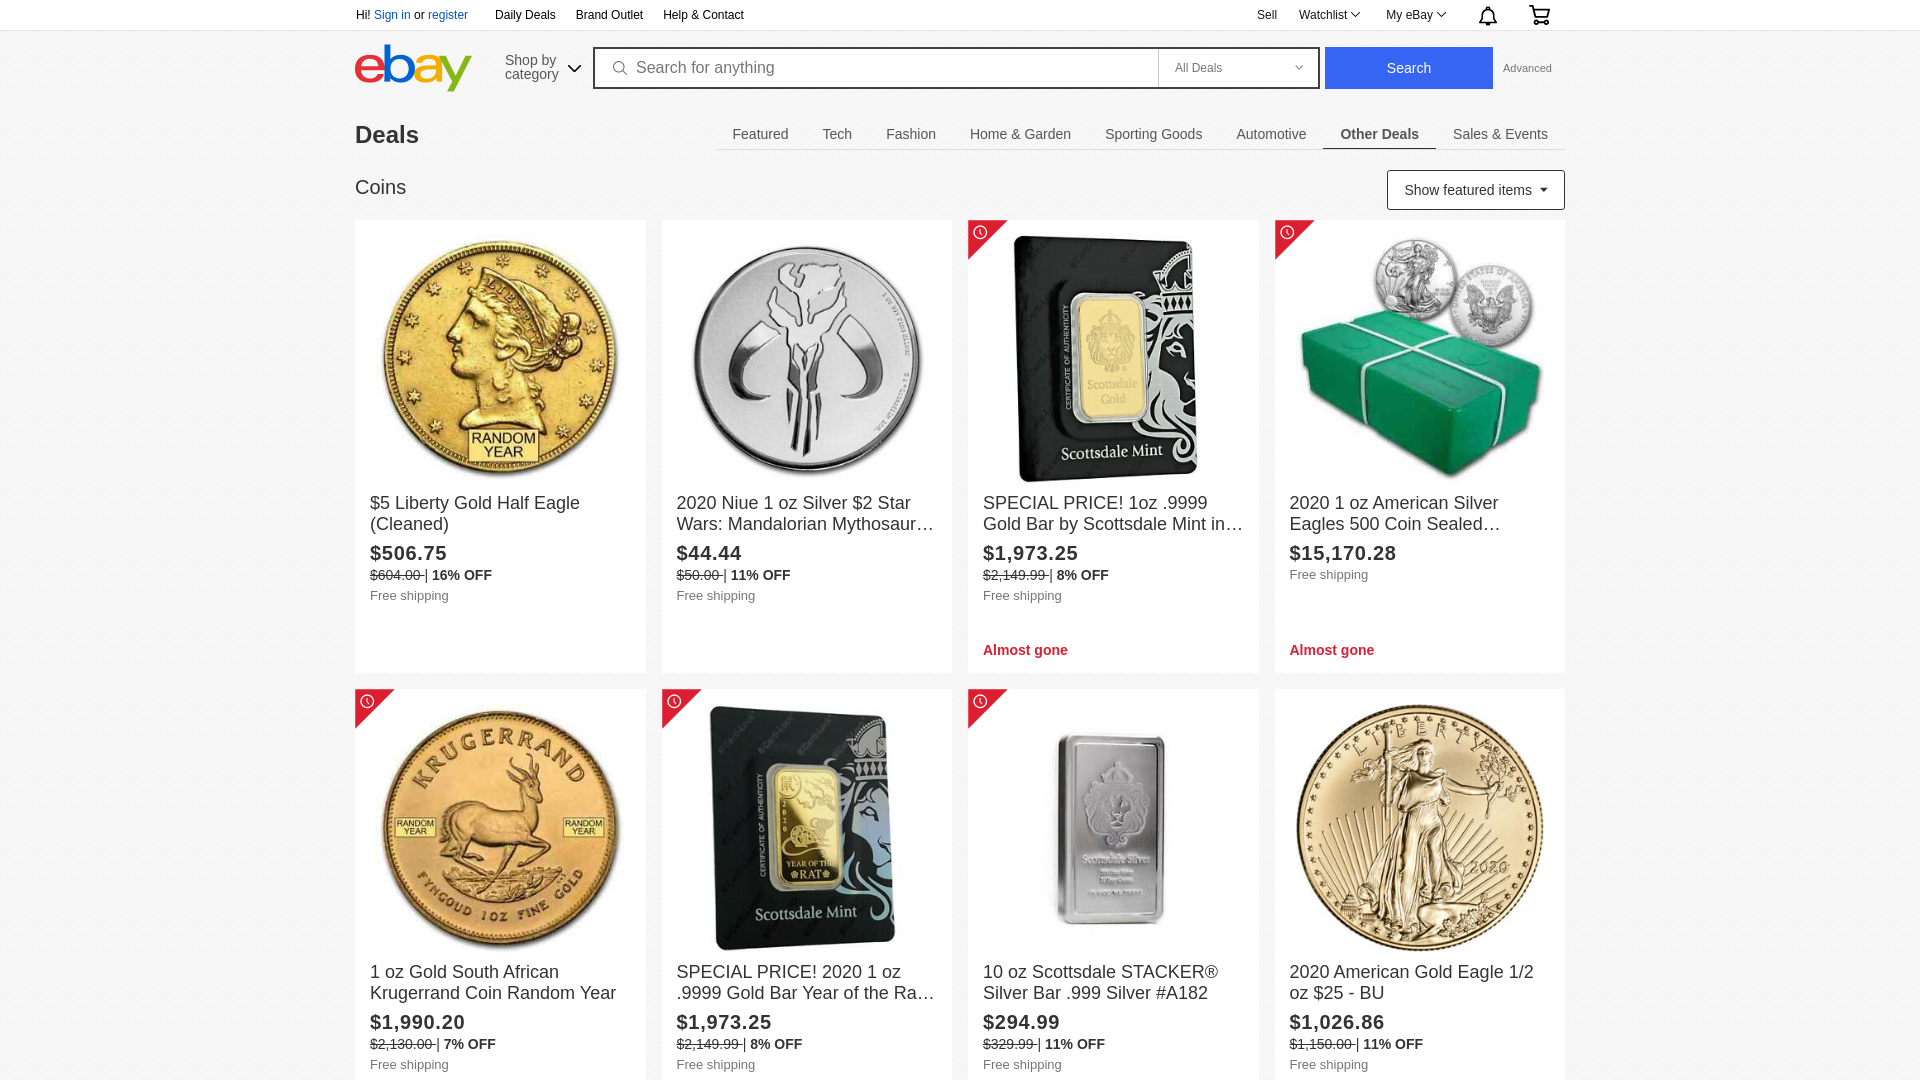 Hi! Sign in or register
Daily Deals
Brand Outlet
Help & Contact
Sell
Watchlist
My eBay
ebay
Shop by
category
Search for anything
All Deals
Search
Advanced
Deals
Featured
Tech
Fashion
Home & Garden
Sporting Goods
Automotive
Other Deals
Sales & Events
Coins
Show featured items
LIBERTY
RANDOM
YEAR
CERTIFICATE OF AUTHENTICITY
Scottsdale
Gold
Scottsdale Mint
$5 Liberty Gold Half Eagle
(Cleaned)
$506.75
$604.00 | 16% OFF
Free shipping
2020 Niue 1 oz Silver $2 Star
Wars: Mandalorian Mythosaur…
$44.44
$50.00 | 11% OFF
Free shipping
SPECIAL PRICE! 1oz .9999
Gold Bar by Scottsdale Mint in…
$1,973.25
$2,149.99 | 8% OFF
Free shipping
Almost gone
2020 1 oz American Silver
Eagles 500 Coin Sealed…
$15,170.28
Free shipping
Almost gone
KRUGERRAND
RANDOM
YEAR
RANDOM
YEAR
FYNGOUD 1OZ FINE GOLD
CERTIFICATE OF AUTHENTICITY
2020
YEAR OF THE
RAT
Scottsdale Mint
Scottsdale Silver
LIBERTY
2020
1 oz Gold South African
Krugerrand Coin Random Year
$1,990.20
$2,130.00 | 7% OFF
Free shipping
SPECIAL PRICE! 2020 1 oz
.9999 Gold Bar Year of the Ra…
$1,973.25
$2,149.99 | 8% OFF
Free shipping
10 oz Scottsdale STACKER®
Silver Bar .999 Silver #A182
$294.99
$329.99 | 11% OFF
Free shipping
2020 American Gold Eagle 1/2
oz $25 - BU
$1,026.86
$1,150.00 | 11% OFF
Free shipping